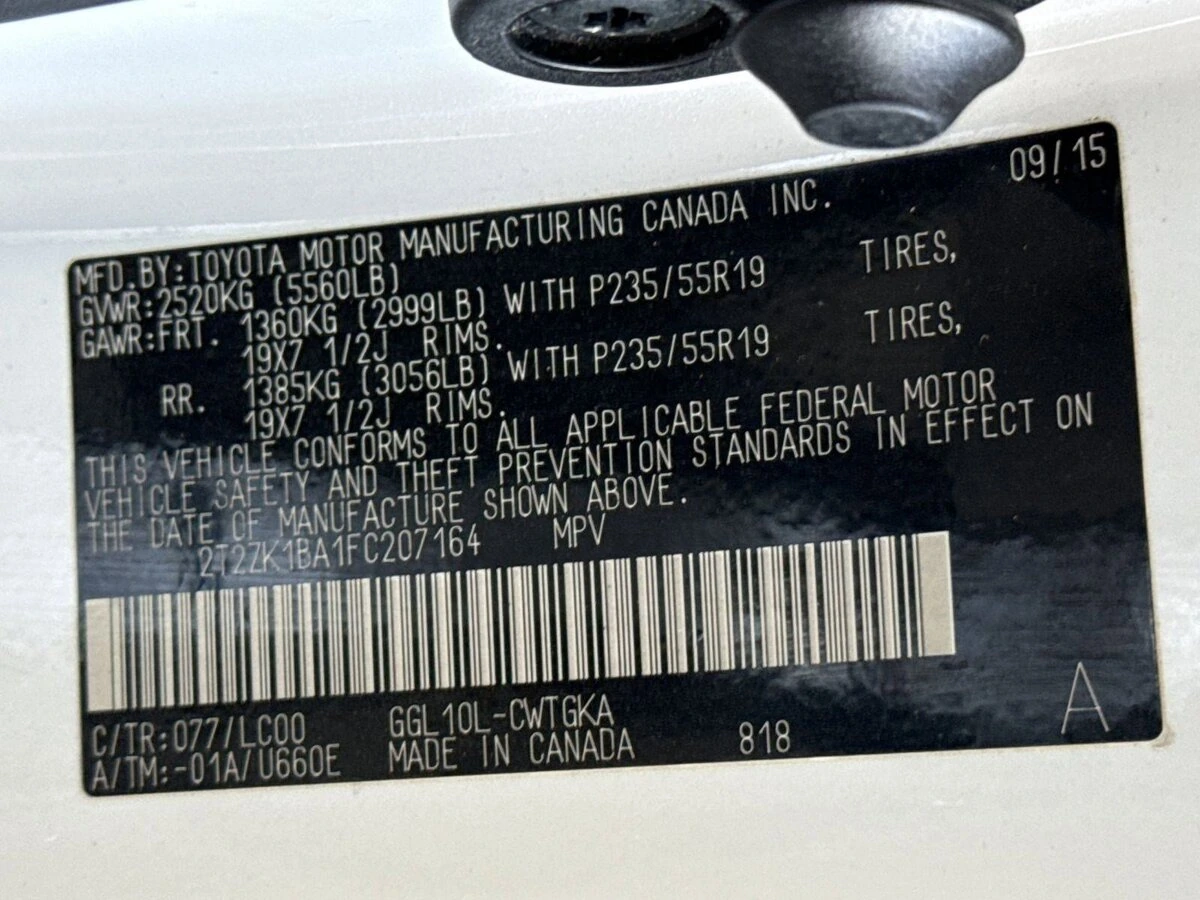 09/15
MFD.BY:TOYOTA MOTOR MANUFACTURING CANADA INC.
GVWR:2520KG (5560LB)
GAWR:FRT. 1360KG (2999LB) WITH P235/55R19 TIRES,
19X7 1/2J RIMS.
RR. 1385KG (3056LB) WITH P235/55R19 TIRES,
19X7 1/2J RIMS.
THIS VEHICLE CONFORMS TO ALL APPLICABLE FEDERAL MOTOR
VEHICLE SAFETY AND THEFT PREVENTION STANDARDS IN EFFECT ON
THE DATE OF MANUFACTURE SHOWN ABOVE.
2T2ZK1BA1FC207164 MPV
C/TR:077/LC00 GGL10L-CWTGKA
A/TM:-01A/U660E MADE IN CANADA 818 A